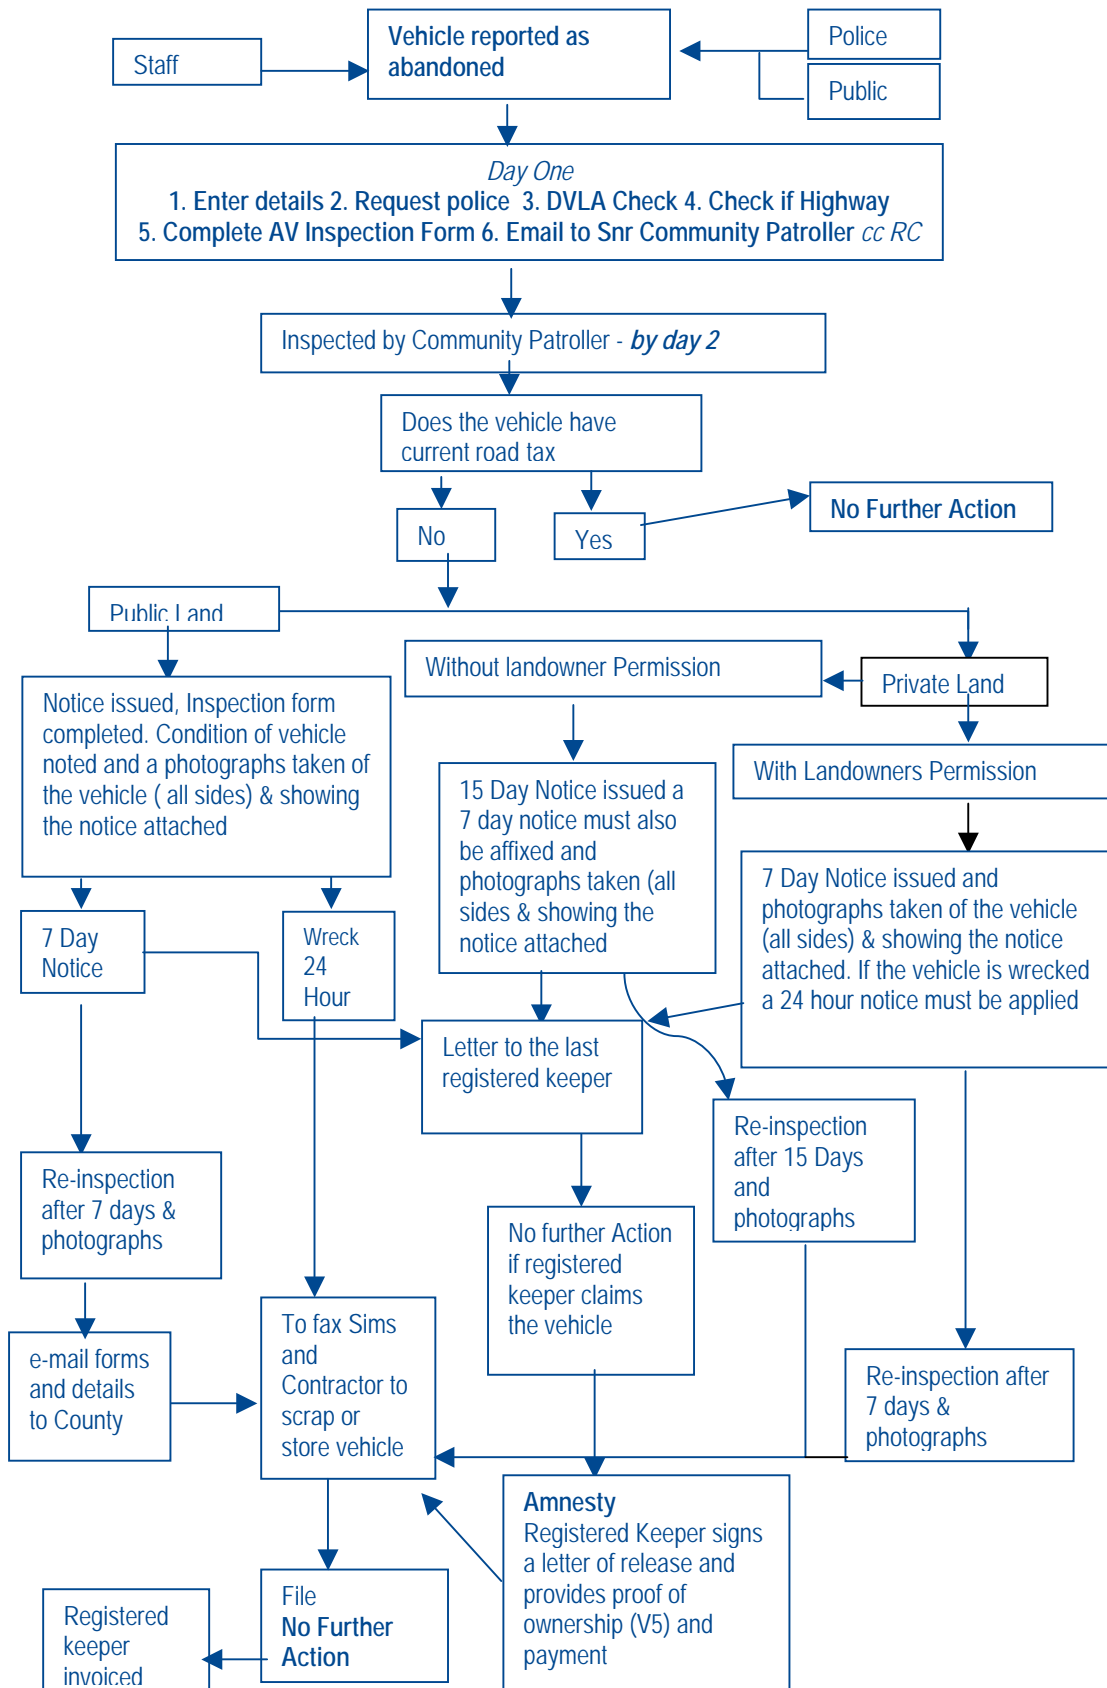 Vehicle reported as
abandoned
Staff
Police
Public
Day One
1. Enter details 2. Request police 3. DVLA Check 4. Check if Highway
5. Complete AV Inspection Form 6. Email to Snr Community Patroller cc RC
Inspected by Community Patroller - by day 2
Does the vehicle have
current road tax
No
Yes
No Further Action
Public Land
Without landowner Permission
Private Land
Notice issued, Inspection form
completed. Condition of vehicle
noted and a photographs taken of
the vehicle ( all sides) & showing
the notice attached
With Landowners Permission
15 Day Notice issued a
7 day notice must also
be affixed and
photographs taken (all
sides & showing the
notice attached
7 Day Notice issued and
photographs taken of the vehicle
(all sides) & showing the notice
attached. If the vehicle is wrecked
a 24 hour notice must be applied
7 Day
Notice
Wreck
24
Hour
Letter to the last
registered keeper
Re-inspection
after 15 Days
and
photographs
Re-inspection
after 7 days &
photographs
No further Action
if registered
keeper claims
the vehicle
To fax Sims
and
Contractor to
scrap or
store vehicle
e-mail forms
and details
to County
Re-inspection after
7 days &
photographs
Amnesty
Registered Keeper signs
a letter of release and
provides proof of
ownership (V5) and
payment
File
No Further
Action
Registered
keeper
invoiced